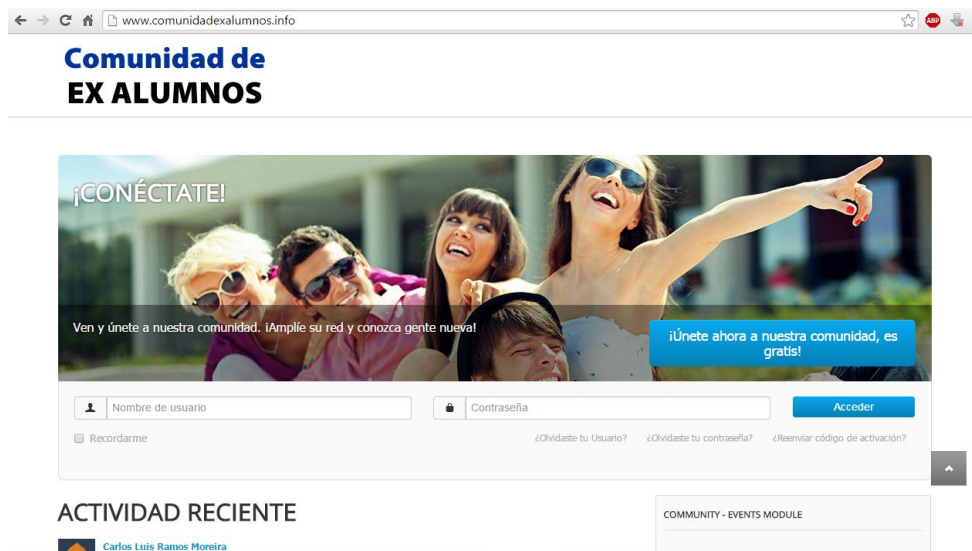 www.comunidadexalumnos.info
ABP
Comunidad de
EX ALUMNOS
¡CONÉCTATE!
Ven y únete a nuestra comunidad. ¡Amplíe su red y conozca gente nueva!
¡Únete ahora a nuestra comunidad, es
gratis!
Nombre de usuario
Contraseña
Acceder
Recordarme
¿Olvidaste tu Usuario?
¿Olvidaste tu contraseña?
¿Reenviar código de activación?
ACTIVIDAD RECIENTE
COMMUNITY - EVENTS MODULE
Carlos Luis Ramos Moreira